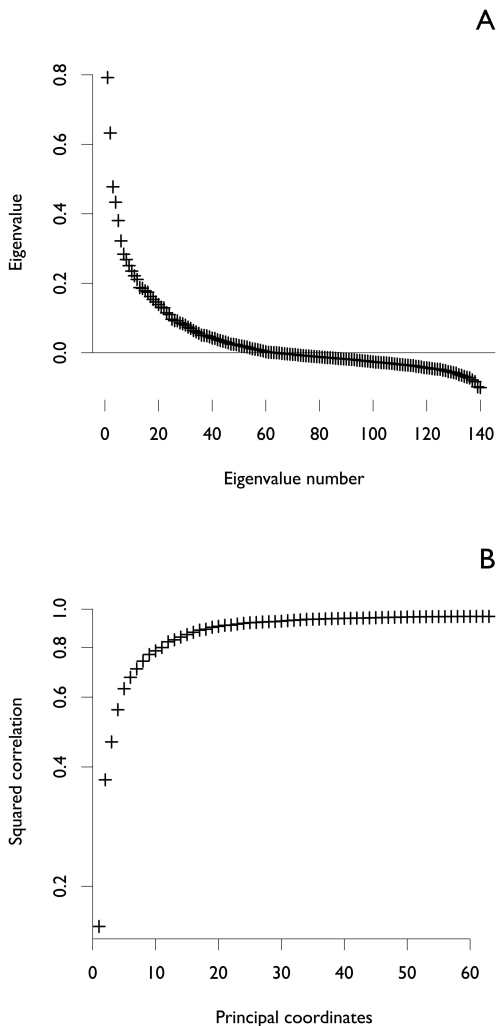 A
0.8
0.6
0.4
0.2
0.0
Eigenvalue
0 20 40 60 80 100 120 140
Eigenvalue number
B
1.0
0.8
0.6
0.4
0.2
Squared correlation
0 10 20 30 40 50 60
Principal coordinates